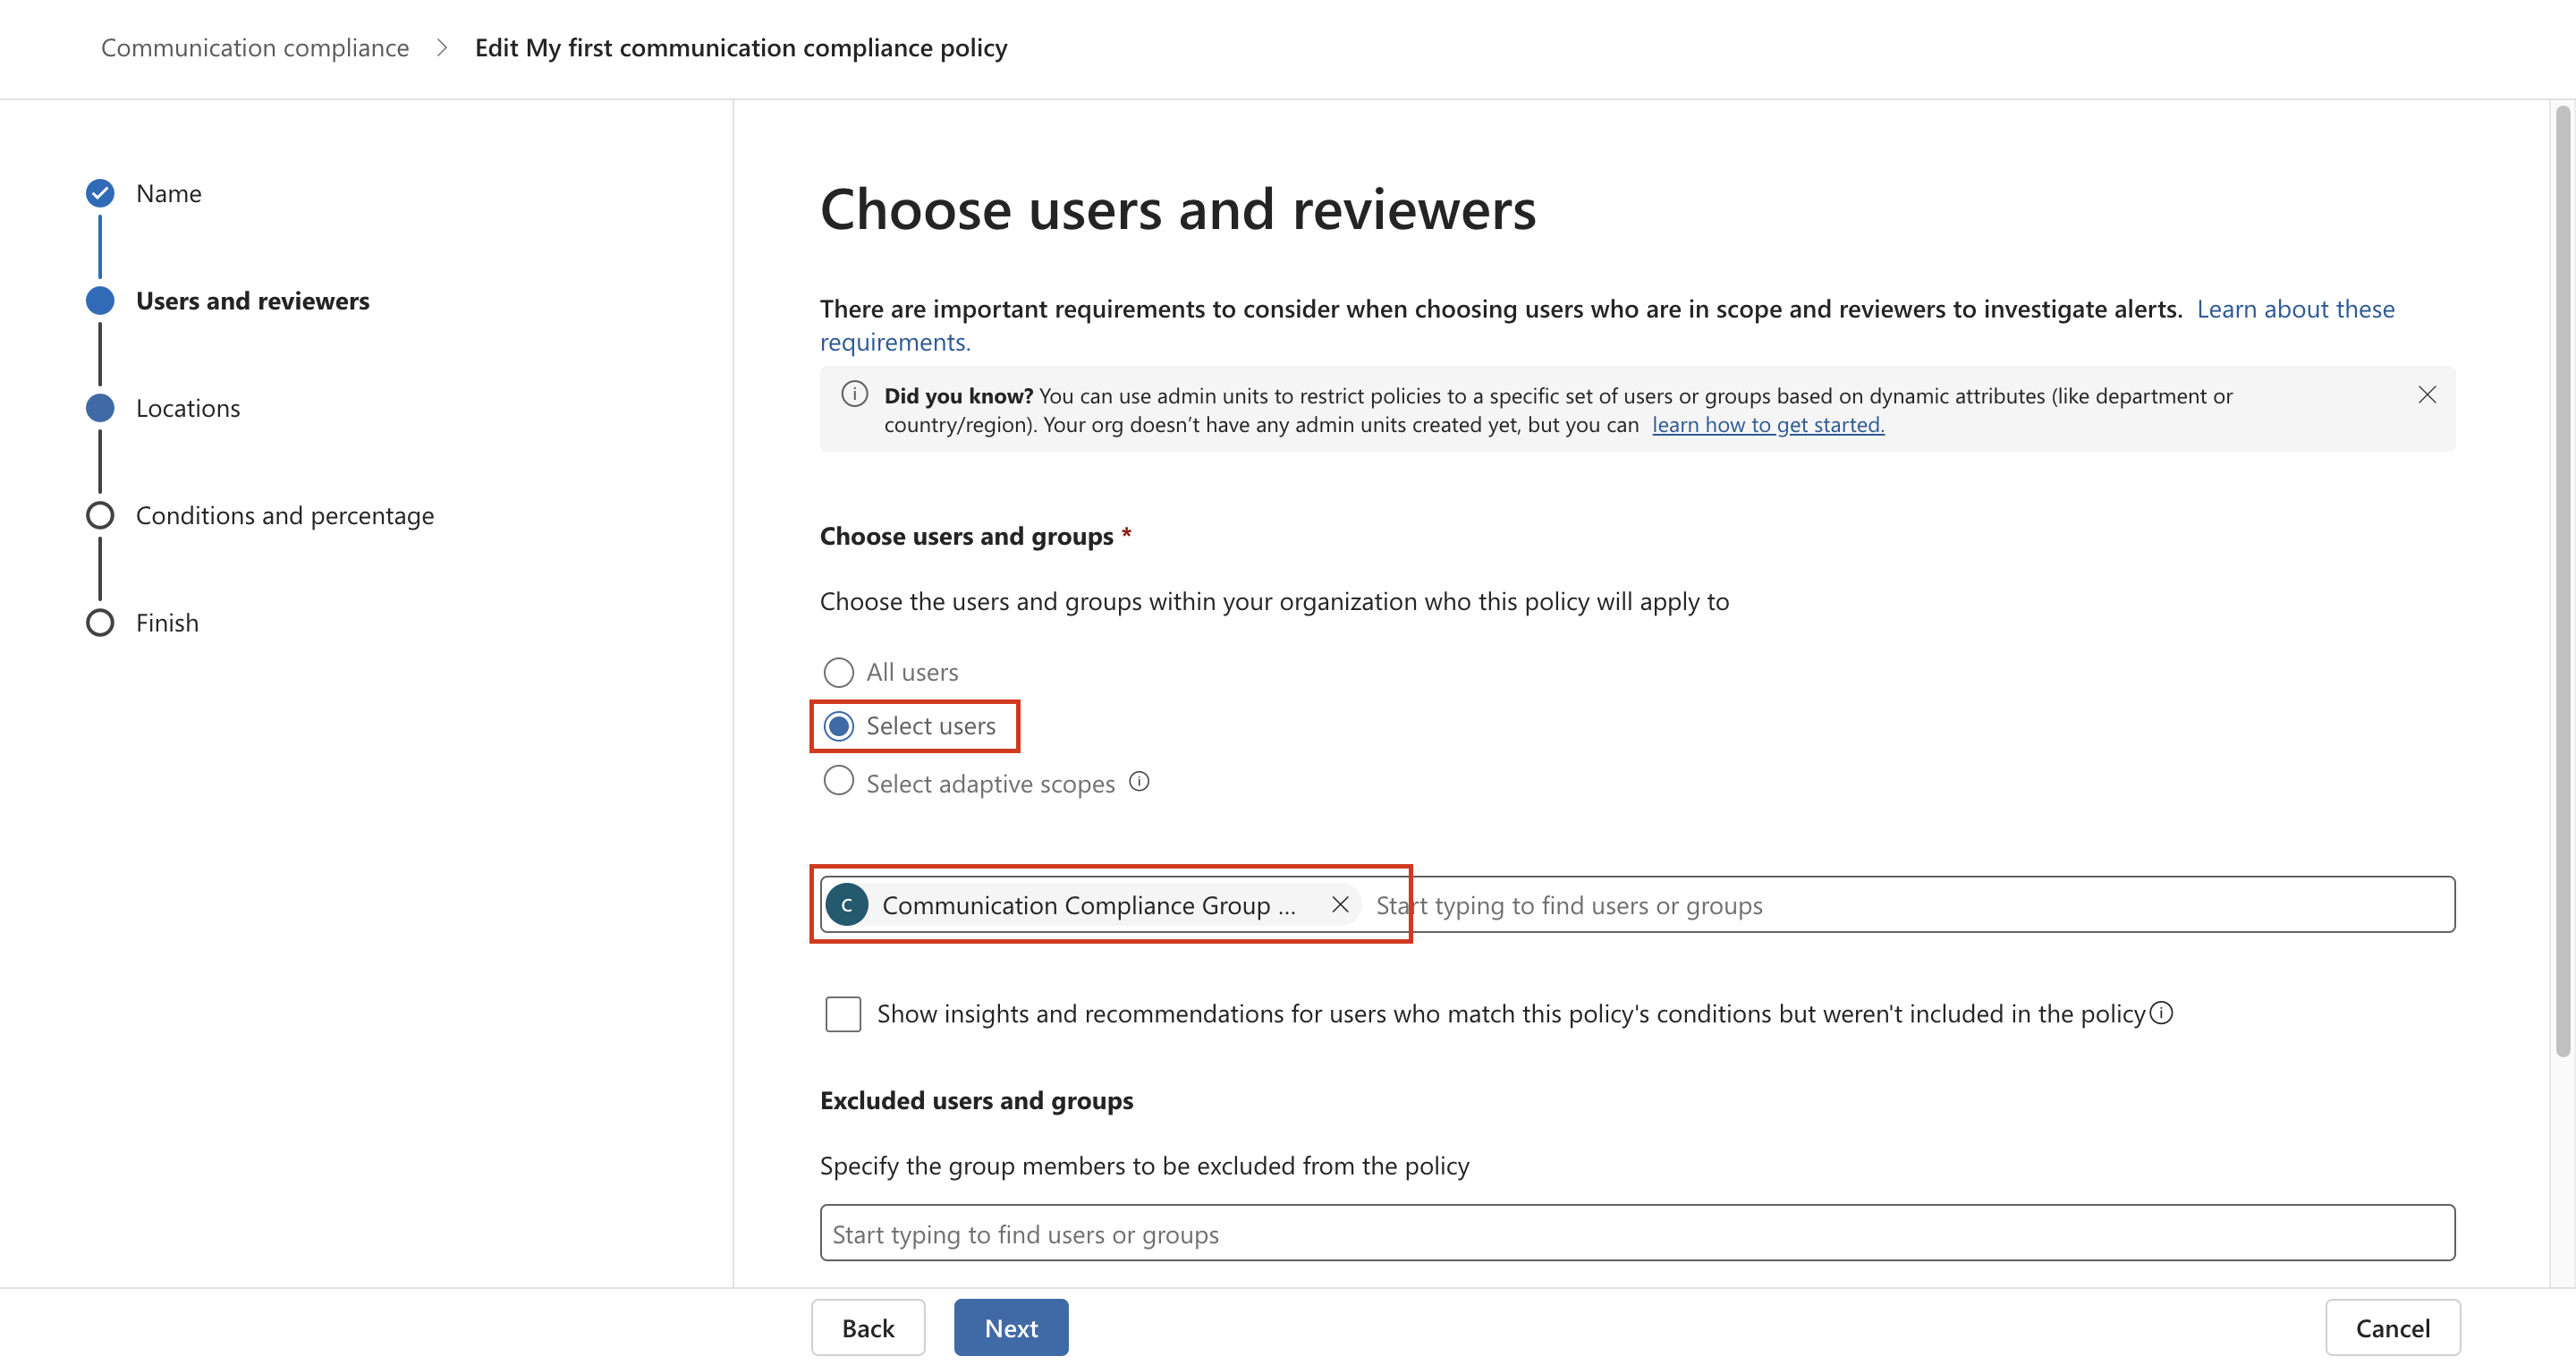 Communication compliance > Edit My first communication compliance policy
Name
Users and reviewers
Locations
Conditions and percentage
Finish
Choose users and reviewers
There are important requirements to consider when choosing users who are in scope and reviewers to investigate alerts. Learn about these
requirements.
Did you know? You can use admin units to restrict policies to a specific set of users or groups based on dynamic attributes (like department or
country/region). Your org doesn’t have any admin units created yet, but you can learn how to get started.
Choose users and groups *
Choose the users and groups within your organization who this policy will apply to
All users
Select users
Select adaptive scopes
C Communication Compliance Group ... Start typing to find users or groups
Show insights and recommendations for users who match this policy's conditions but weren't included in the policy
Excluded users and groups
Specify the group members to be excluded from the policy
Start typing to find users or groups
Back Next Cancel